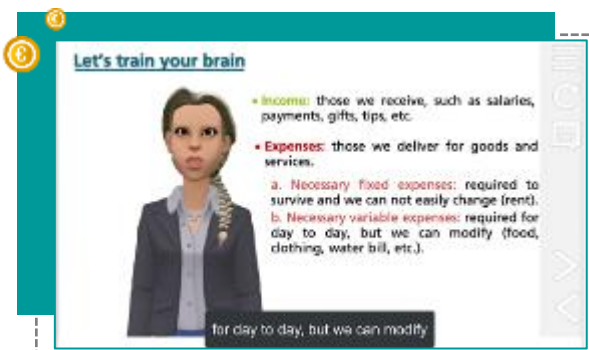 Let's train your brain
• Income: those we receive, such as salaries,
payments, gifts, tips, etc.
• Expenses: those we deliver for goods and
services.
a. Necessary fixed expenses: required to
survive and we can not easily change (rent).
b. Necessary variable expenses: required for
day to day, but we can modify (food,
clothing, water bill, etc.).
for day to day, but we can modify